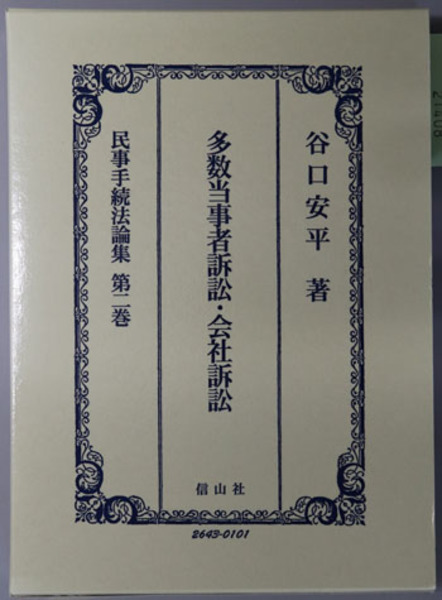 谷口安平 著
多数当事者訴訟・会社訴訟
民事手続法論集 第二巻
信山社
2643-0101